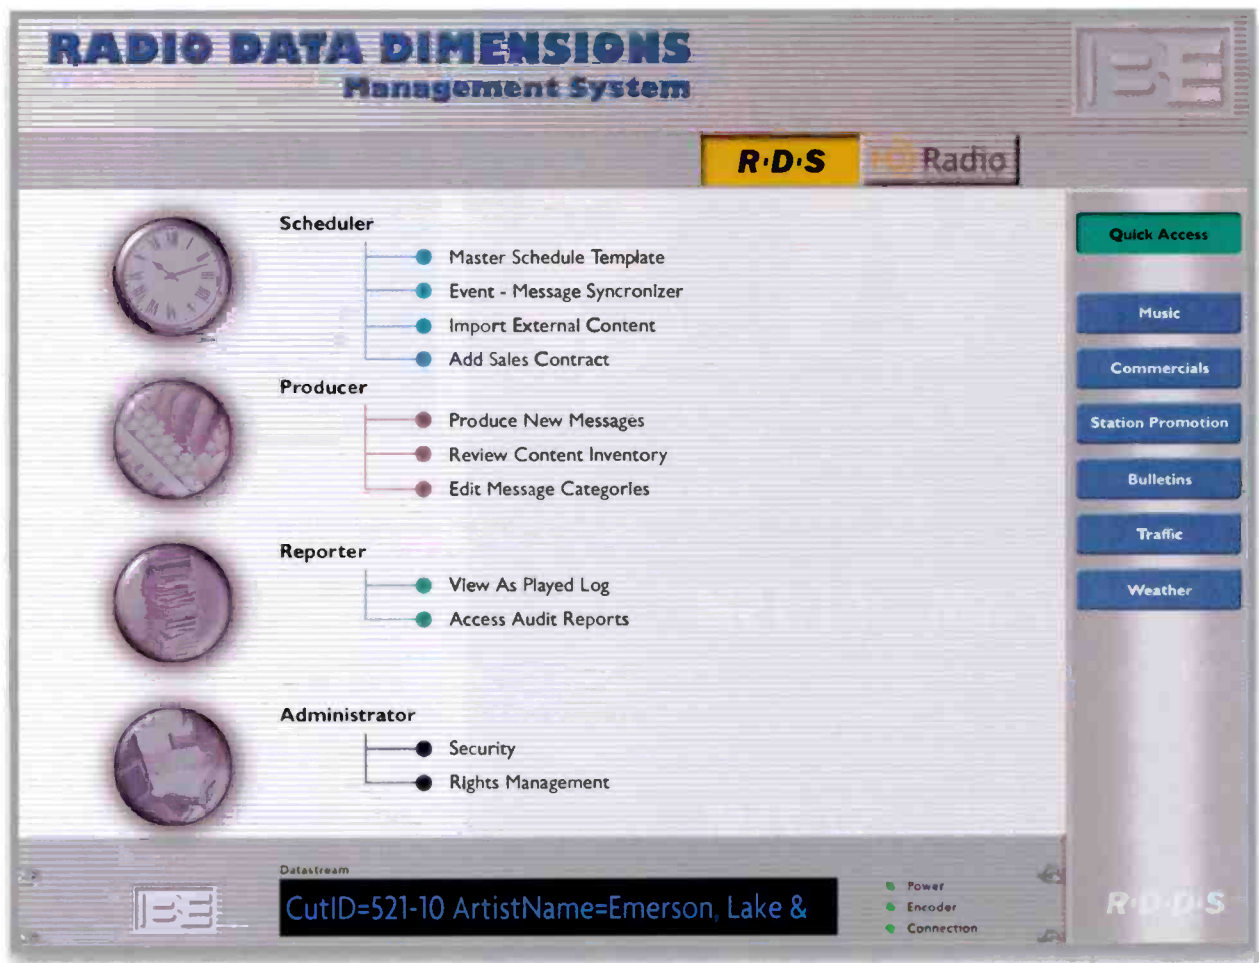 RADIO DATA DIMENSIONS
Management System
BE
R·D·S
HD Radio
Scheduler
Master Schedule Template
Event - Message Syncronizer
Import External Content
Add Sales Contract
Producer
Produce New Messages
Review Content Inventory
Edit Message Categories
Reporter
View As Played Log
Access Audit Reports
Administrator
Security
Rights Management
Quick Access
Music
Commercials
Station Promotion
Bulletins
Traffic
Weather
Datastream
CutID=521-10 ArtistName=Emerson, Lake &
Power
Encoder
Connection
BE
R·D·D·S